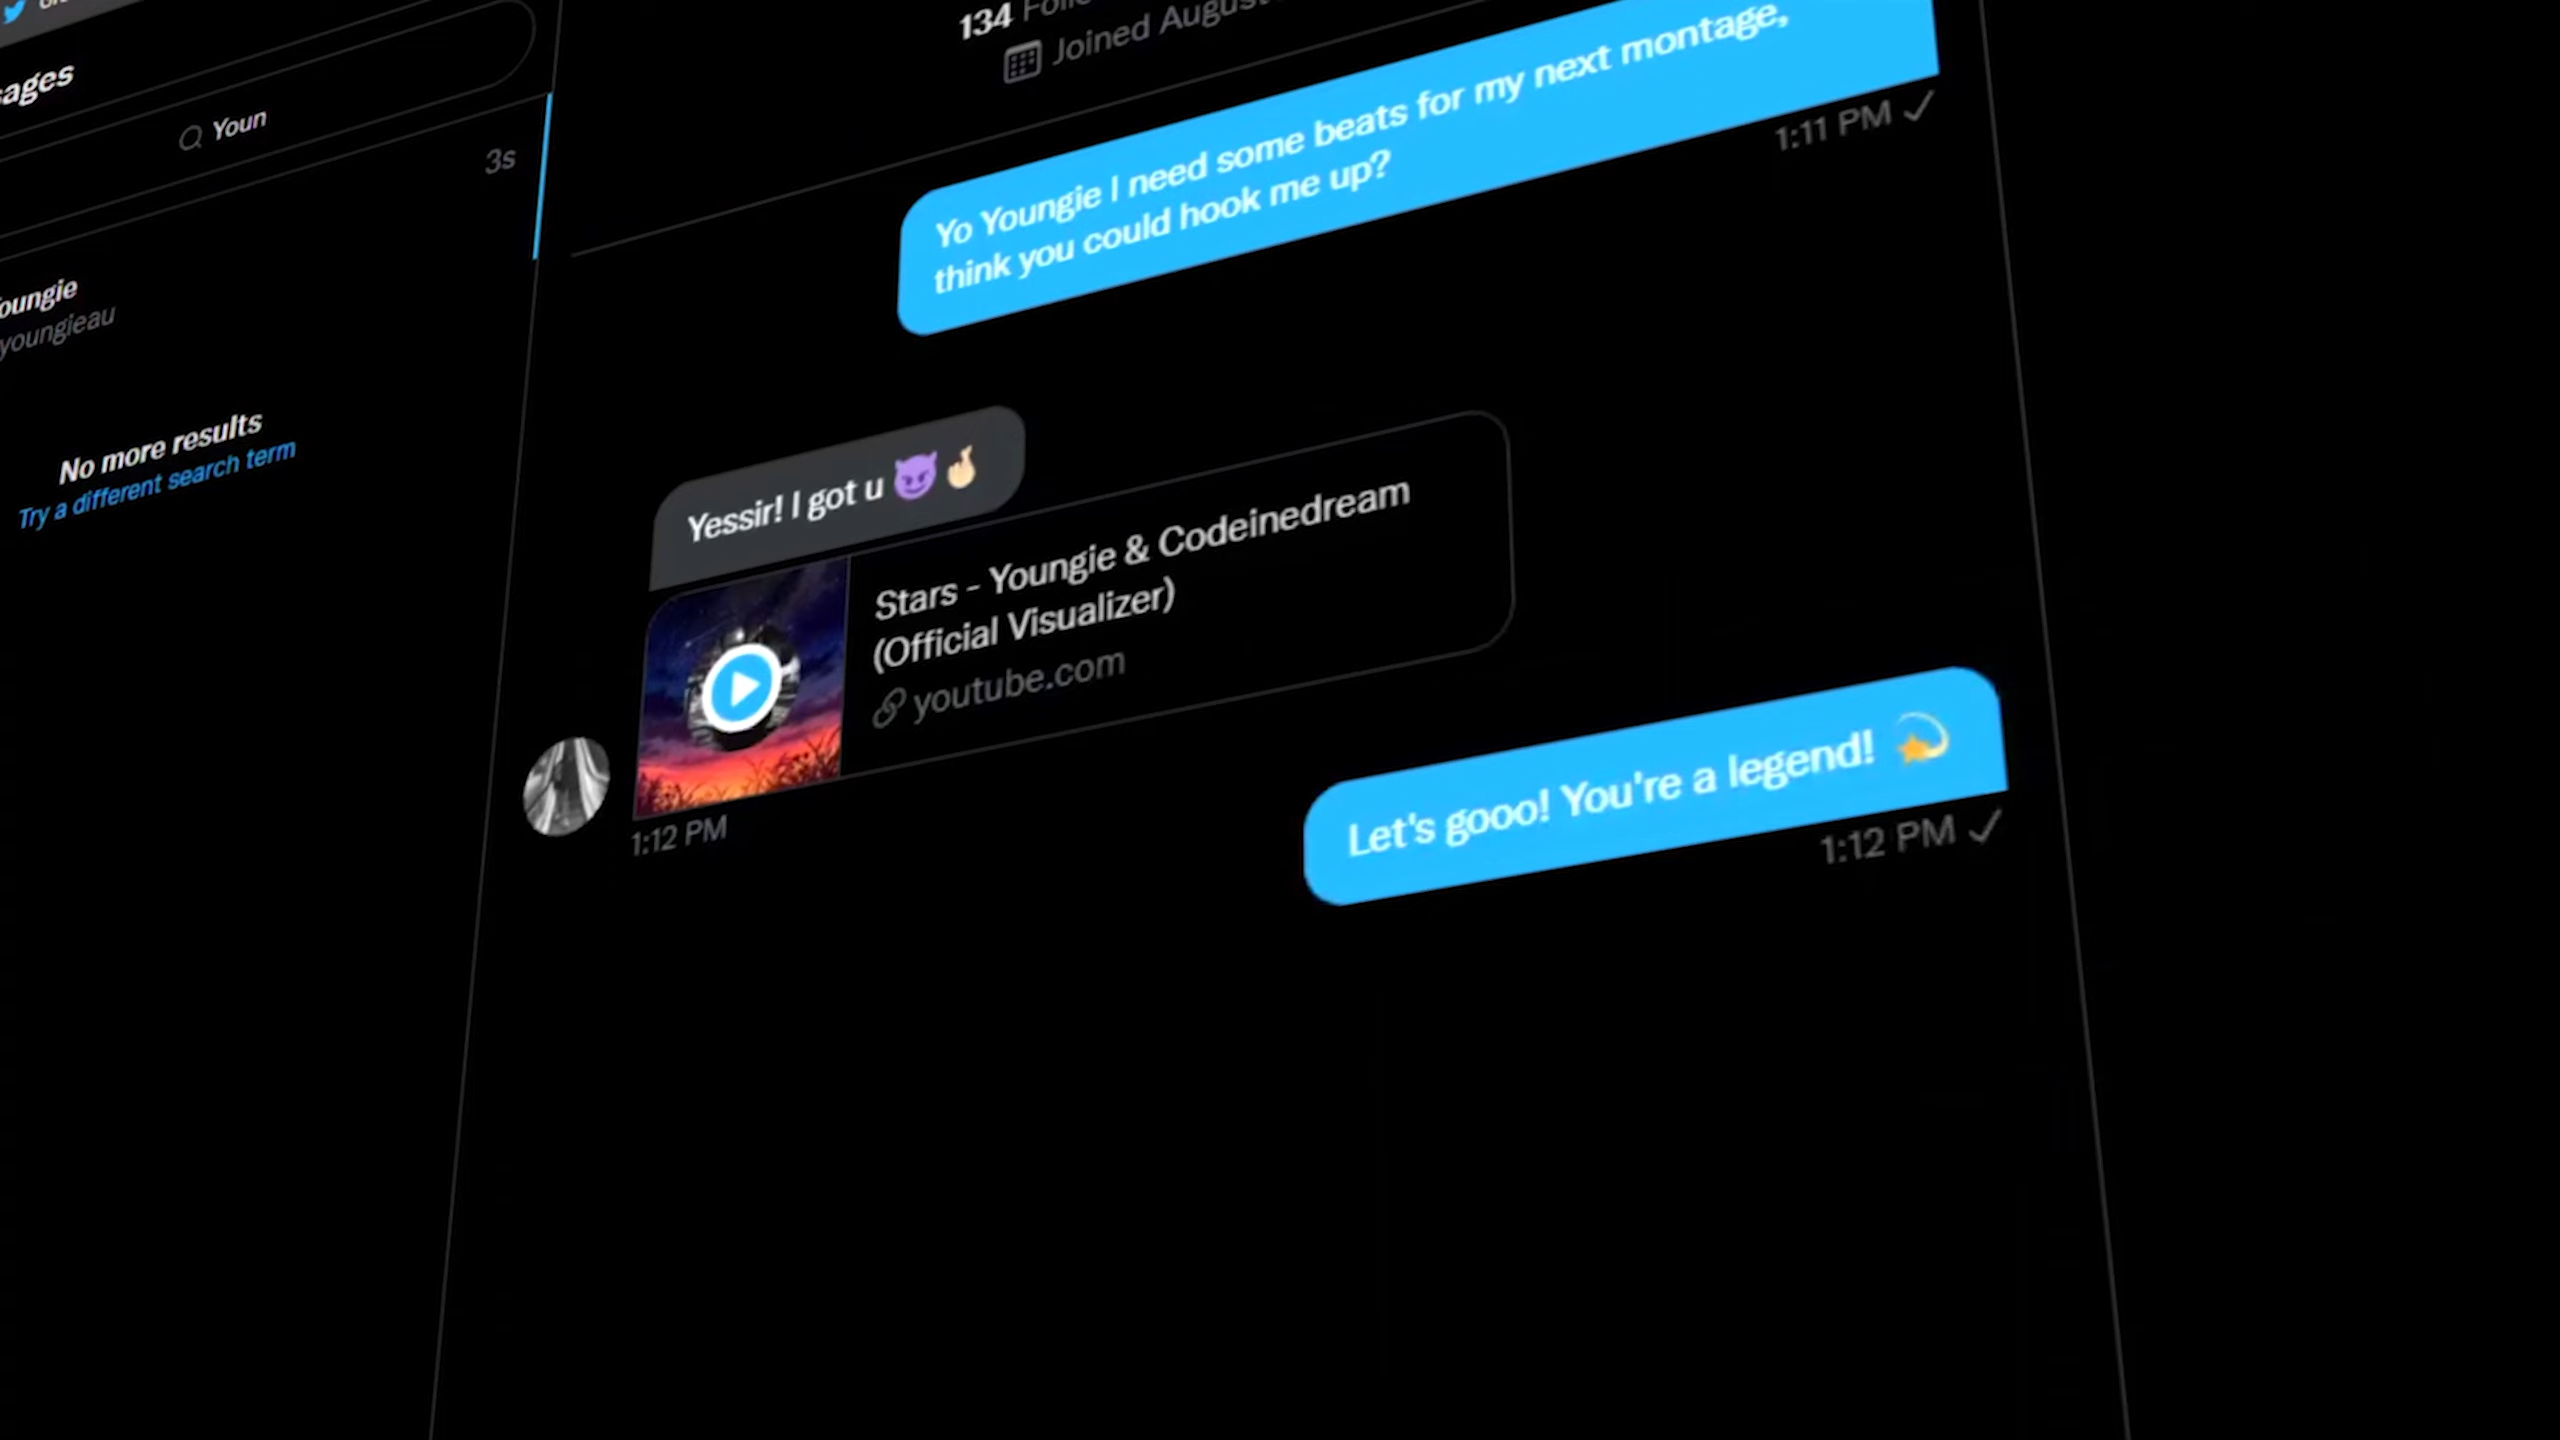 134
Joined August
ages
Youn
3s
Yo Youngie I need some beats for my next montage,
think you could hook me up?
1:11 PM
oungie
youngieau
No more results
Try a different search term
Yessir! I got u 😈🤞🏻
Stars - Youngie & Codeinedream
(Official Visualizer)
youtube.com
1:12 PM
Let's gooo! You're a legend! 💫
1:12 PM